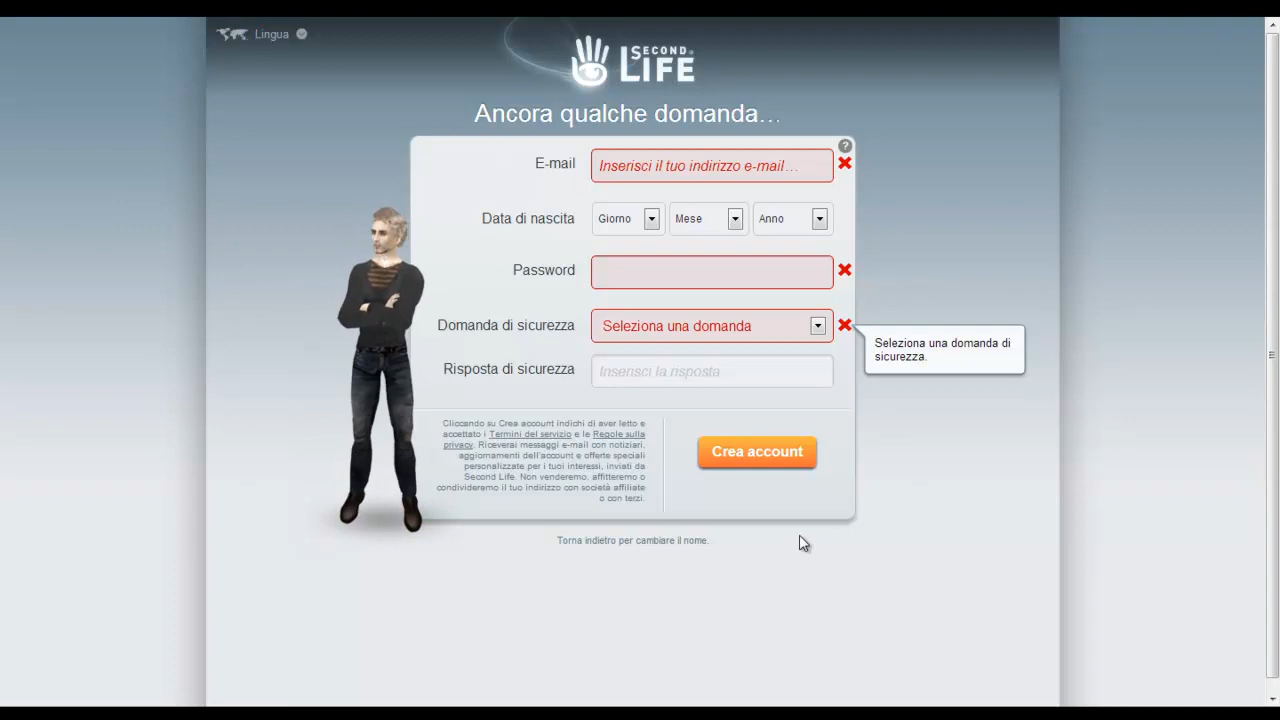 Lingua
SECOND
LIFE
Ancora qualche domanda...
?
E-mail
Inserisci il tuo indirizzo e-mail...
Data di nascita
Giorno
Mese
Anno
Password
Domanda di sicurezza
Seleziona una domanda
Seleziona una domanda di
sicurezza.
Risposta di sicurezza
Inserisci la risposta
Cliccando su Crea account indichi di aver letto e
accettato i Termini del servizio e le Regole sulla
privacy. Riceverai messaggi e-mail con notiziari,
aggiornamenti dell'account e offerte speciali
personalizzate per i tuoi interessi, inviati da
Second Life. Non venderemo, affitteremo o
condivideremo il tuo indirizzo con società affiliate
o con terzi.
Crea account
Torna indietro per cambiare il nome.